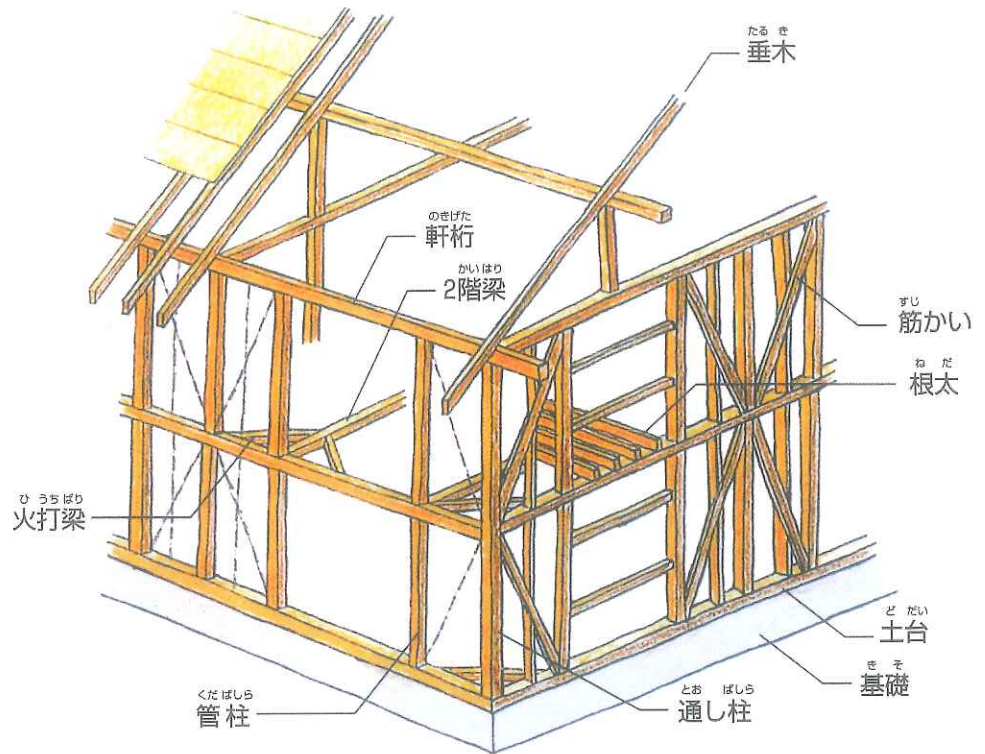 たる き
垂木
のきげた
軒桁
かいはり
2階梁
すじ
筋かい
ね だ
根太
ひ うちばり
火打梁
ど だい
土台
き そ
基礎
くだ ばしら
管柱
とお ばしら
通し柱